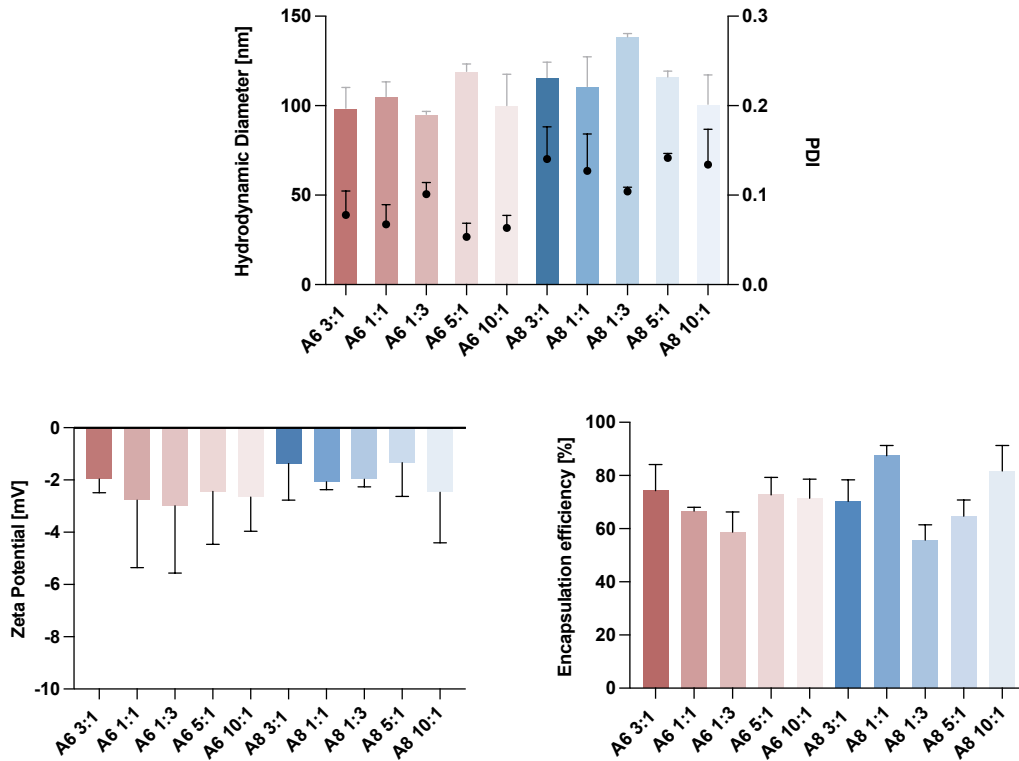 Hydrodynamic Diameter [nm]
150
100
50
0
0.3
0.2
0.1
0.0
PDI
A6 3:1
A6 1:1
A6 1:3
A6 5:1
A6 10:1
A8 3:1
A8 1:1
A8 1:3
A8 5:1
A8 10:1
Zeta Potential [mV]
0
-2
-4
-6
-8
-10
A6 3:1
A6 1:1
A6 1:3
A6 5:1
A6 10:1
A8 3:1
A8 1:1
A8 1:3
A8 5:1
A8 10:1
Encapsulation efficiency [%]
100
80
60
40
20
0
A6 3:1
A6 1:1
A6 1:3
A6 5:1
A6 10:1
A8 3:1
A8 1:1
A8 1:3
A8 5:1
A8 10:1